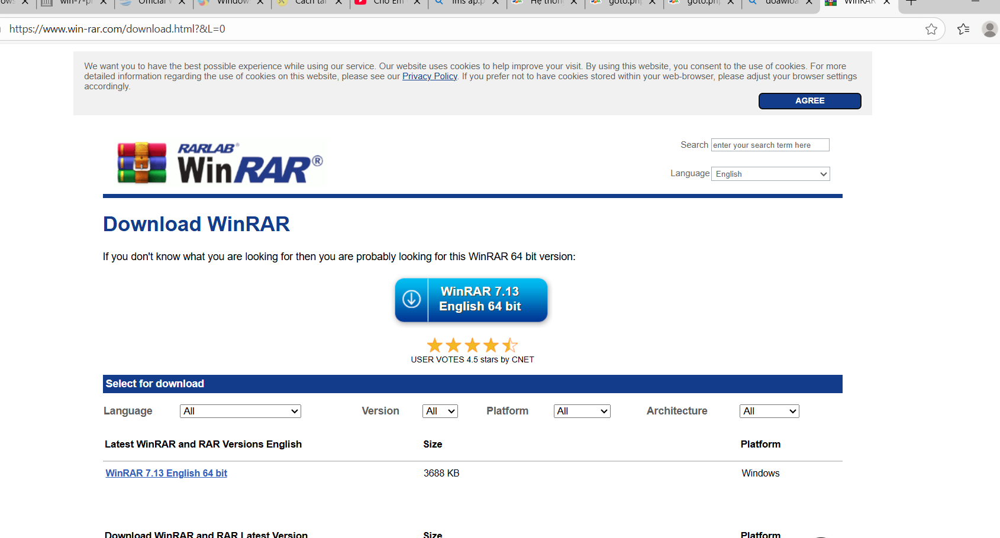 win-7-p
Official
Window
Cách tải
Cho Em
ims ap.p
Hệ thốn
goto.php
goto.php
WinRAR
https://www.win-rar.com/download.html?&L=0
We want you to have the best possible experience while using our service. Our website uses cookies to help improve your visit. By using this website, you consent to the use of cookies. For more
detailed information regarding the use of cookies on this website, please see our Privacy Policy. If you prefer not to have cookies stored within your web-browser, please adjust your browser settings
accordingly.
AGREE
RARLAB®
WinRAR®
Search enter your search term here
Language English
Download WinRAR
If you don't know what you are looking for then you are probably looking for this WinRAR 64 bit version:
WinRAR 7.13
English 64 bit
USER VOTES 4.5 stars by CNET
Select for download
Language All Version All Platform All Architecture All
Latest WinRAR and RAR Versions English Size Platform
WinRAR 7.13 English 64 bit 3688 KB Windows
Download WinRAR and RAR Latest Version Size Platform